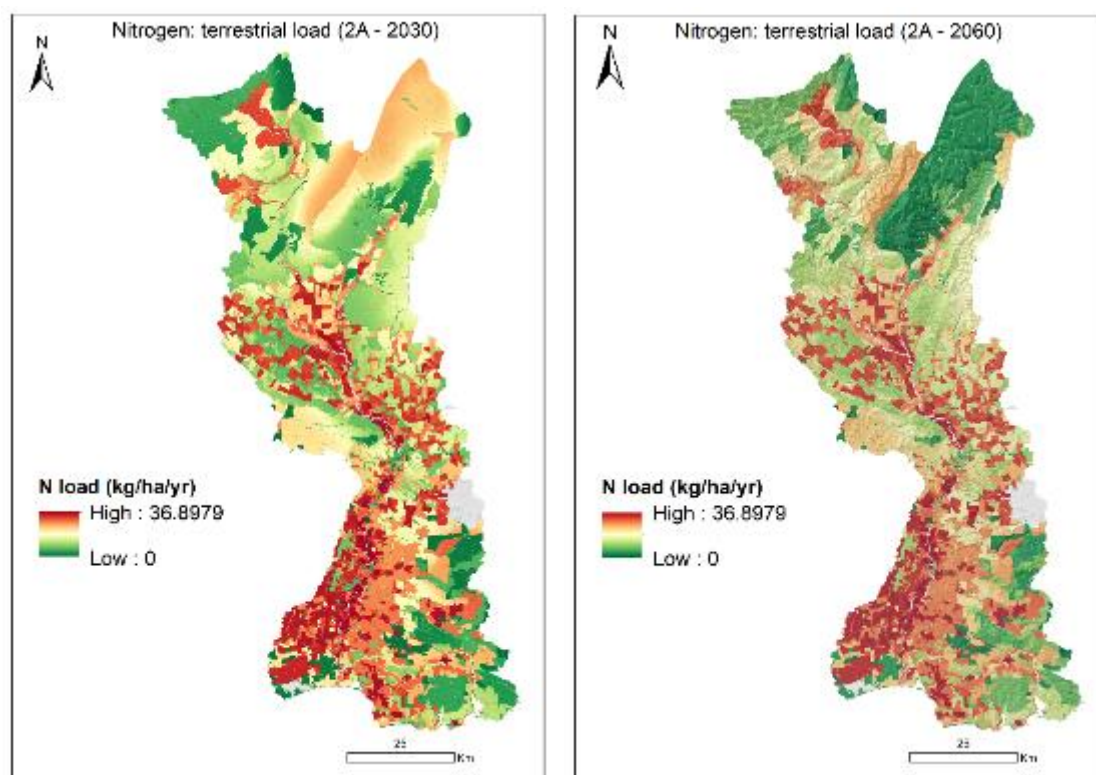 Nitrogen: terrestrial load (2A - 2030)
N
N load (kg/ha/yr)
High : 36.8979
Low : 0
25
Km
Nitrogen: terrestrial load (2A - 2060)
N
N load (kg/ha/yr)
High : 36.8979
Low : 0
25
Km